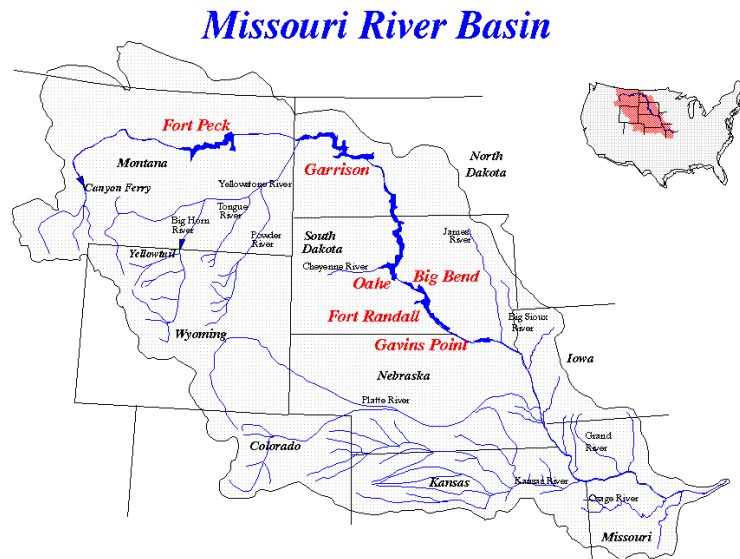 Missouri River Basin
Fort Peck
Montana
Garrison
North
Dakota
Canyon Ferry
Yellowstone River
Tongue
River
Big Horn
River
Powder
River
James
River
South
Dakota
Yellowtail
Cheyenne River
Oahe
Big Bend
Fort Randall
Big Sioux
River
Wyoming
Gavins Point
Iowa
Nebraska
Platte River
Colorado
Grand
River
Kansas
Kansas River
Osage River
Missouri